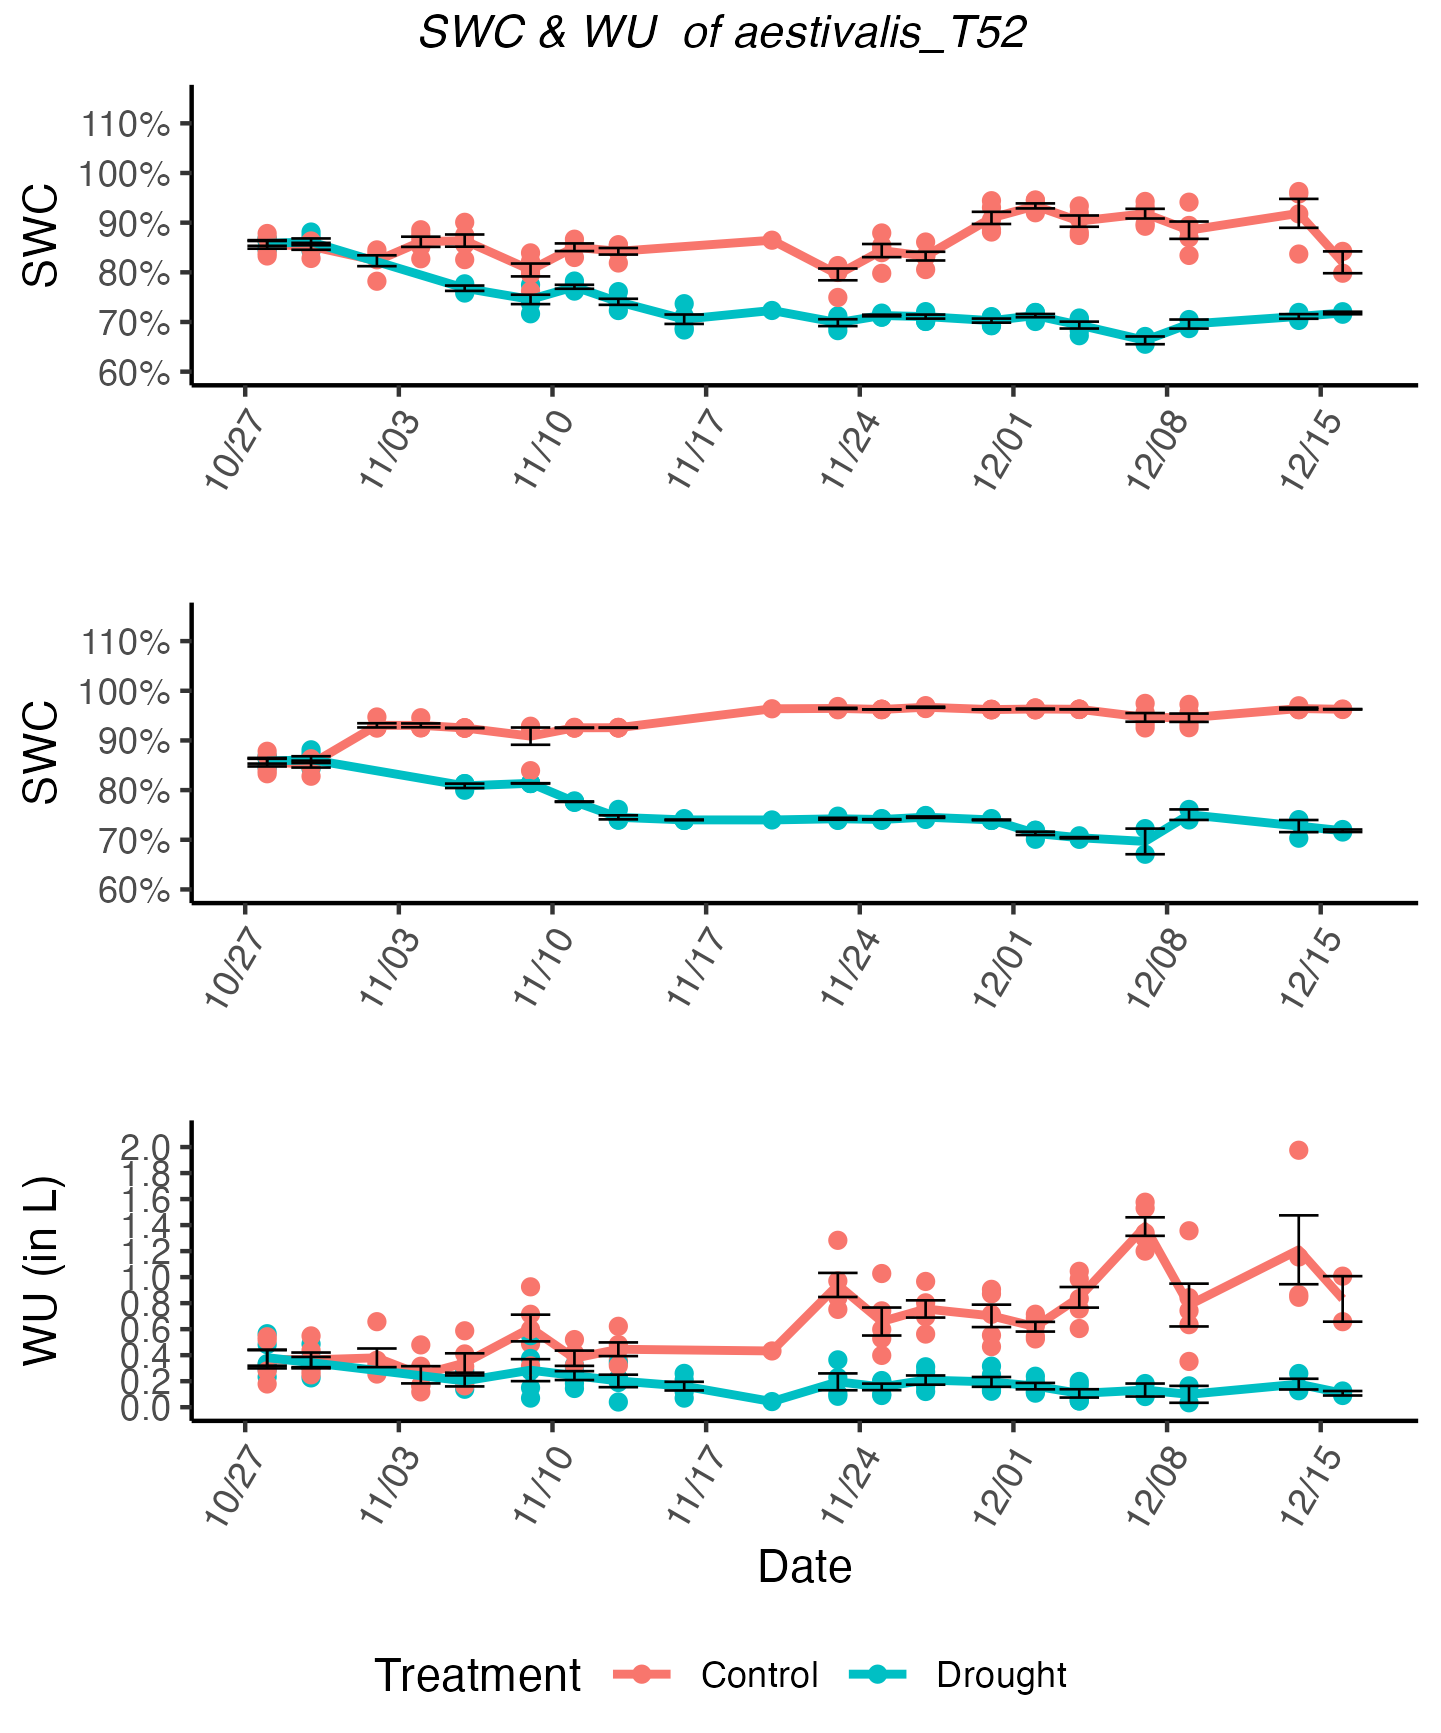 SWC & WU  of aestivalis_T52
SWC
110%
100%
90%
80%
70%
60%
10/27 11/03 11/10 11/17 11/24 12/01 12/08 12/15
SWC
110%
100%
90%
80%
70%
60%
10/27 11/03 11/10 11/17 11/24 12/01 12/08 12/15
WU (in L)
2.0
1.8
1.6
1.4
1.2
1.0
0.8
0.6
0.4
0.2
0.0
10/27 11/03 11/10 11/17 11/24 12/01 12/08 12/15
Date
Treatment Control Drought